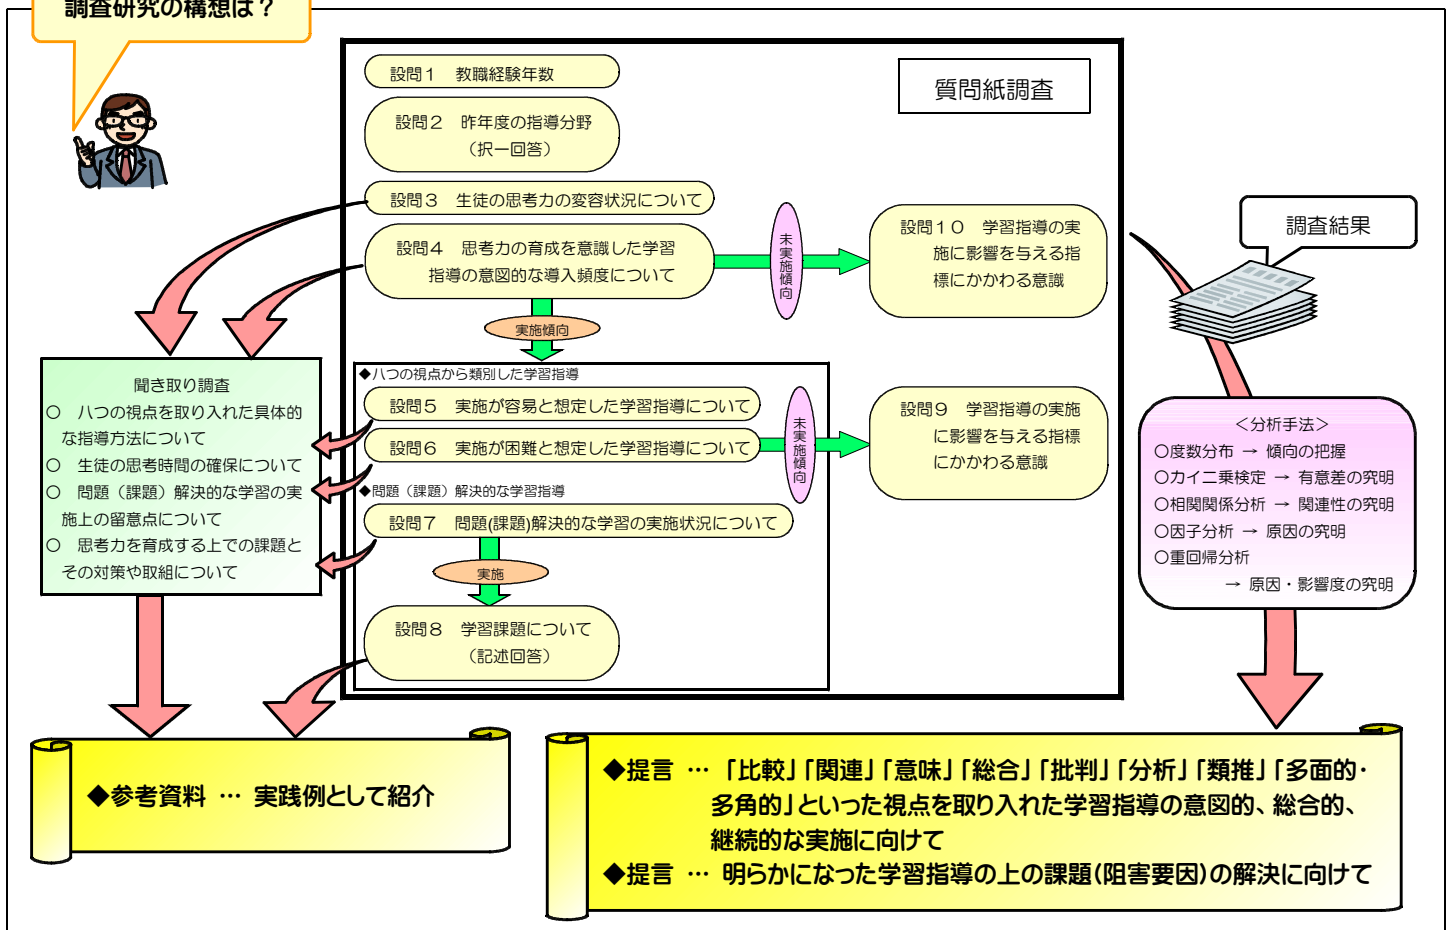 調査研究の構想は？
質問紙調査
設問１　教職経験年数
設問２　昨年度の指導分野
（択一回答）
設問３　生徒の思考力の変容状況について
設問４　思考力の育成を意識した学習
指導の意図的な導入頻度について
未実施傾向
設問１０　学習指導の実
施に影響を与える指
標にかかわる意識
実施傾向
◆八つの視点から類別した学習指導
設問５　実施が容易と想定した学習指導について
設問６　実施が困難と想定した学習指導について
未実施傾向
設問９　学習指導の実施
に影響を与える指標
にかかわる意識
◆問題（課題）解決的な学習指導
設問７　問題(課題)解決的な学習の実施状況について
実施
設問８　学習課題について
（記述回答）
聞き取り調査
○　八つの視点を取り入れた具体的
な指導方法について
○　生徒の思考時間の確保について
○　問題（課題）解決的な学習の実
施上の留意点について
○　思考力を育成する上での課題と
その対策や取組について
調査結果
＜分析手法＞
○度数分布 → 傾向の把握
○カイ二乗検定 → 有意差の究明
○相関関係分析 → 関連性の究明
○因子分析 → 原因の究明
○重回帰分析
→ 原因・影響度の究明
◆参考資料 … 実践例として紹介
◆提言 … 「比較」「関連」「意味」「総合」「批判」「分析」「類推」「多面的・
多角的」といった視点を取り入れた学習指導の意図的、総合的、
継続的な実施に向けて
◆提言 … 明らかになった学習指導の上の課題(阻害要因)の解決に向けて